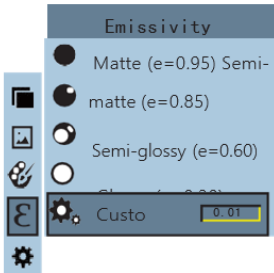 Emissivity
Matte (e=0.95) Semi-
matte (e=0.85)
Semi-glossy (e=0.60)
ε
Custo
0.01